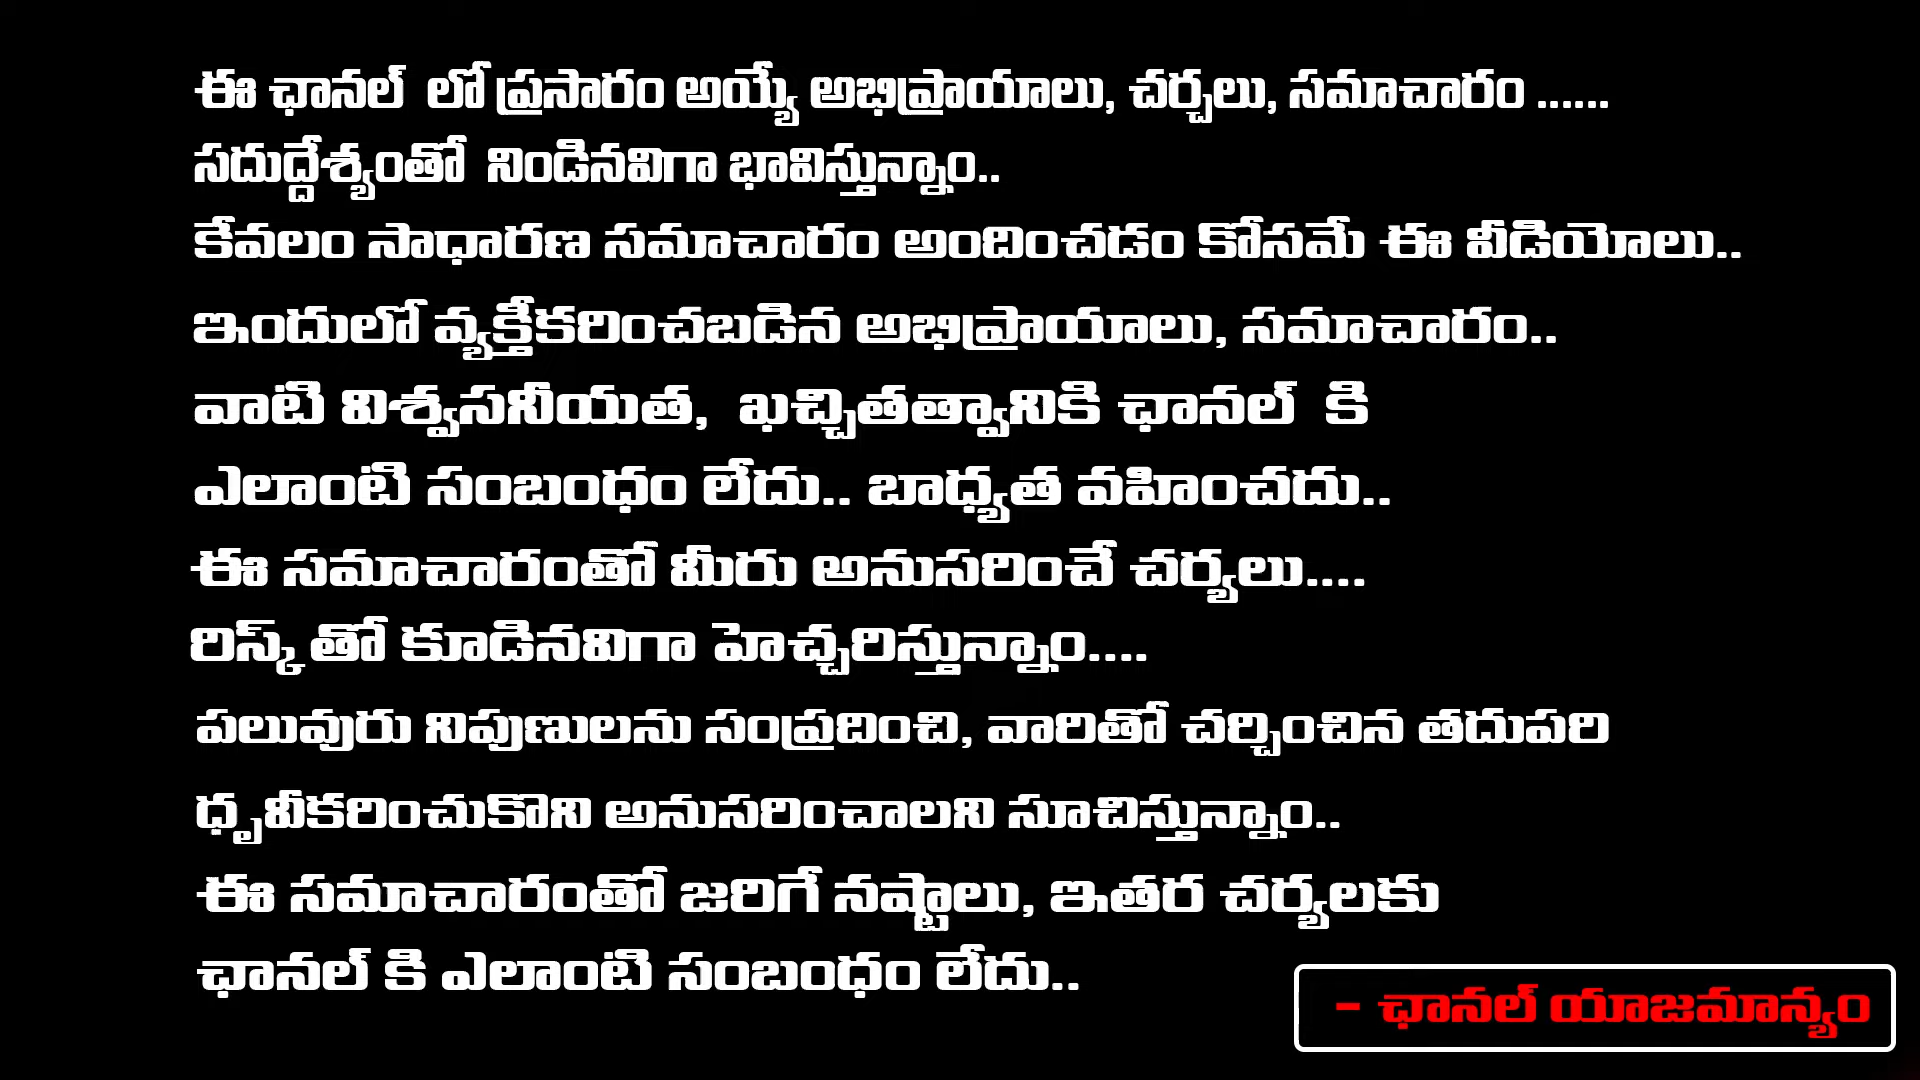 ఈ ఛానల్ లో ప్రసారం అయ్యే అభిప్రాయాలు, చర్చలు, సమాచారం ......
సదుద్దేశ్యంతో నిండినవిగా భావిస్తున్నాం..
కేవలం సాధారణ సమాచారం అందించడం కోసమే ఈ వీడియోలు..
ఇందులో వ్యక్తీకరించబడిన అభిప్రాయాలు, సమాచారం..
వాటి విశ్వసనీయత, ఖచ్చితత్వానికి ఛానల్ కి
ఎలాంటి సంబంధం లేదు.. బాధ్యత వహించదు..
ఈ సమాచారంతో మీరు అనుసరించే చర్యలు....
రిస్క్ తో కూడినవిగా హెచ్చరిస్తున్నాం....
పలువురు నిపుణులను సంప్రదించి, వారితో చర్చించిన తదుపరి
ధృవీకరించుకొని అనుసరించాలని సూచిస్తున్నాం..
ఈ సమాచారంతో జరిగే నష్టాలు, ఇతర చర్యలకు
ఛానల్ కి ఎలాంటి సంబంధం లేదు..
- ఛానల్ యాజమాన్యం